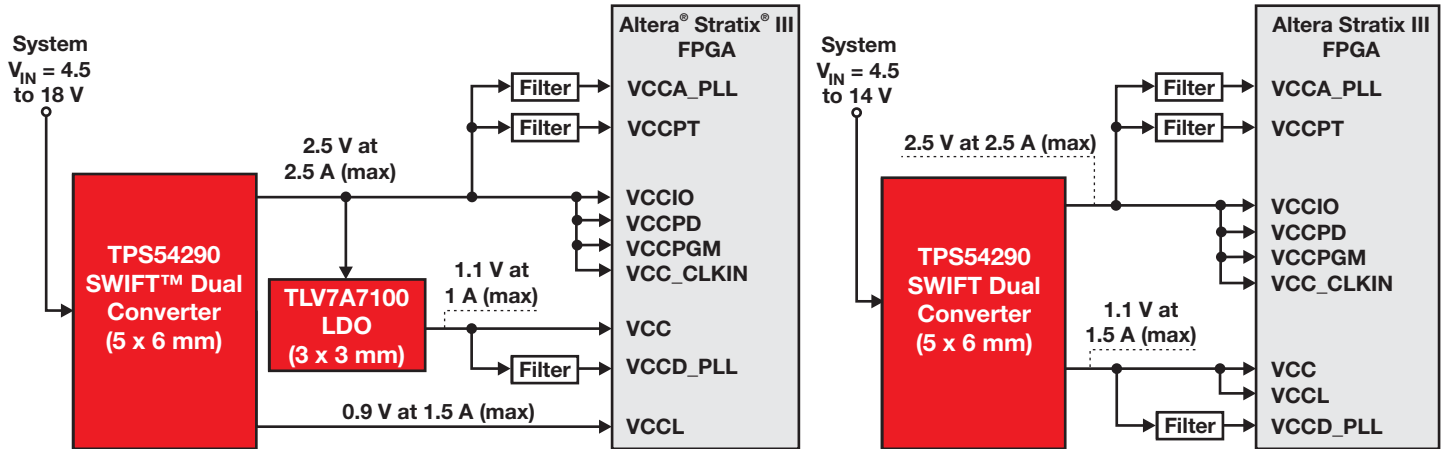 System
V_IN = 4.5
to 18 V
TPS54290
SWIFT™ Dual
Converter
(5 x 6 mm)
2.5 V at
2.5 A (max)
TLV7A7100
LDO
(3 x 3 mm)
1.1 V at
1 A (max)
0.9 V at 1.5 A (max)
Filter
Filter
Filter
Altera® Stratix® III
FPGA
VCCA_PLL
VCCPT
VCCIO
VCCPD
VCCPGM
VCC_CLKIN
VCC
VCCD_PLL
VCCL
System
V_IN = 4.5
to 14 V
2.5 V at 2.5 A (max)
TPS54290
SWIFT Dual
Converter
(5 x 6 mm)
1.1 V at
1.5 A (max)
Filter
Filter
Filter
Altera Stratix III
FPGA
VCCA_PLL
VCCPT
VCCIO
VCCPD
VCCPGM
VCC_CLKIN
VCC
VCCL
VCCD_PLL